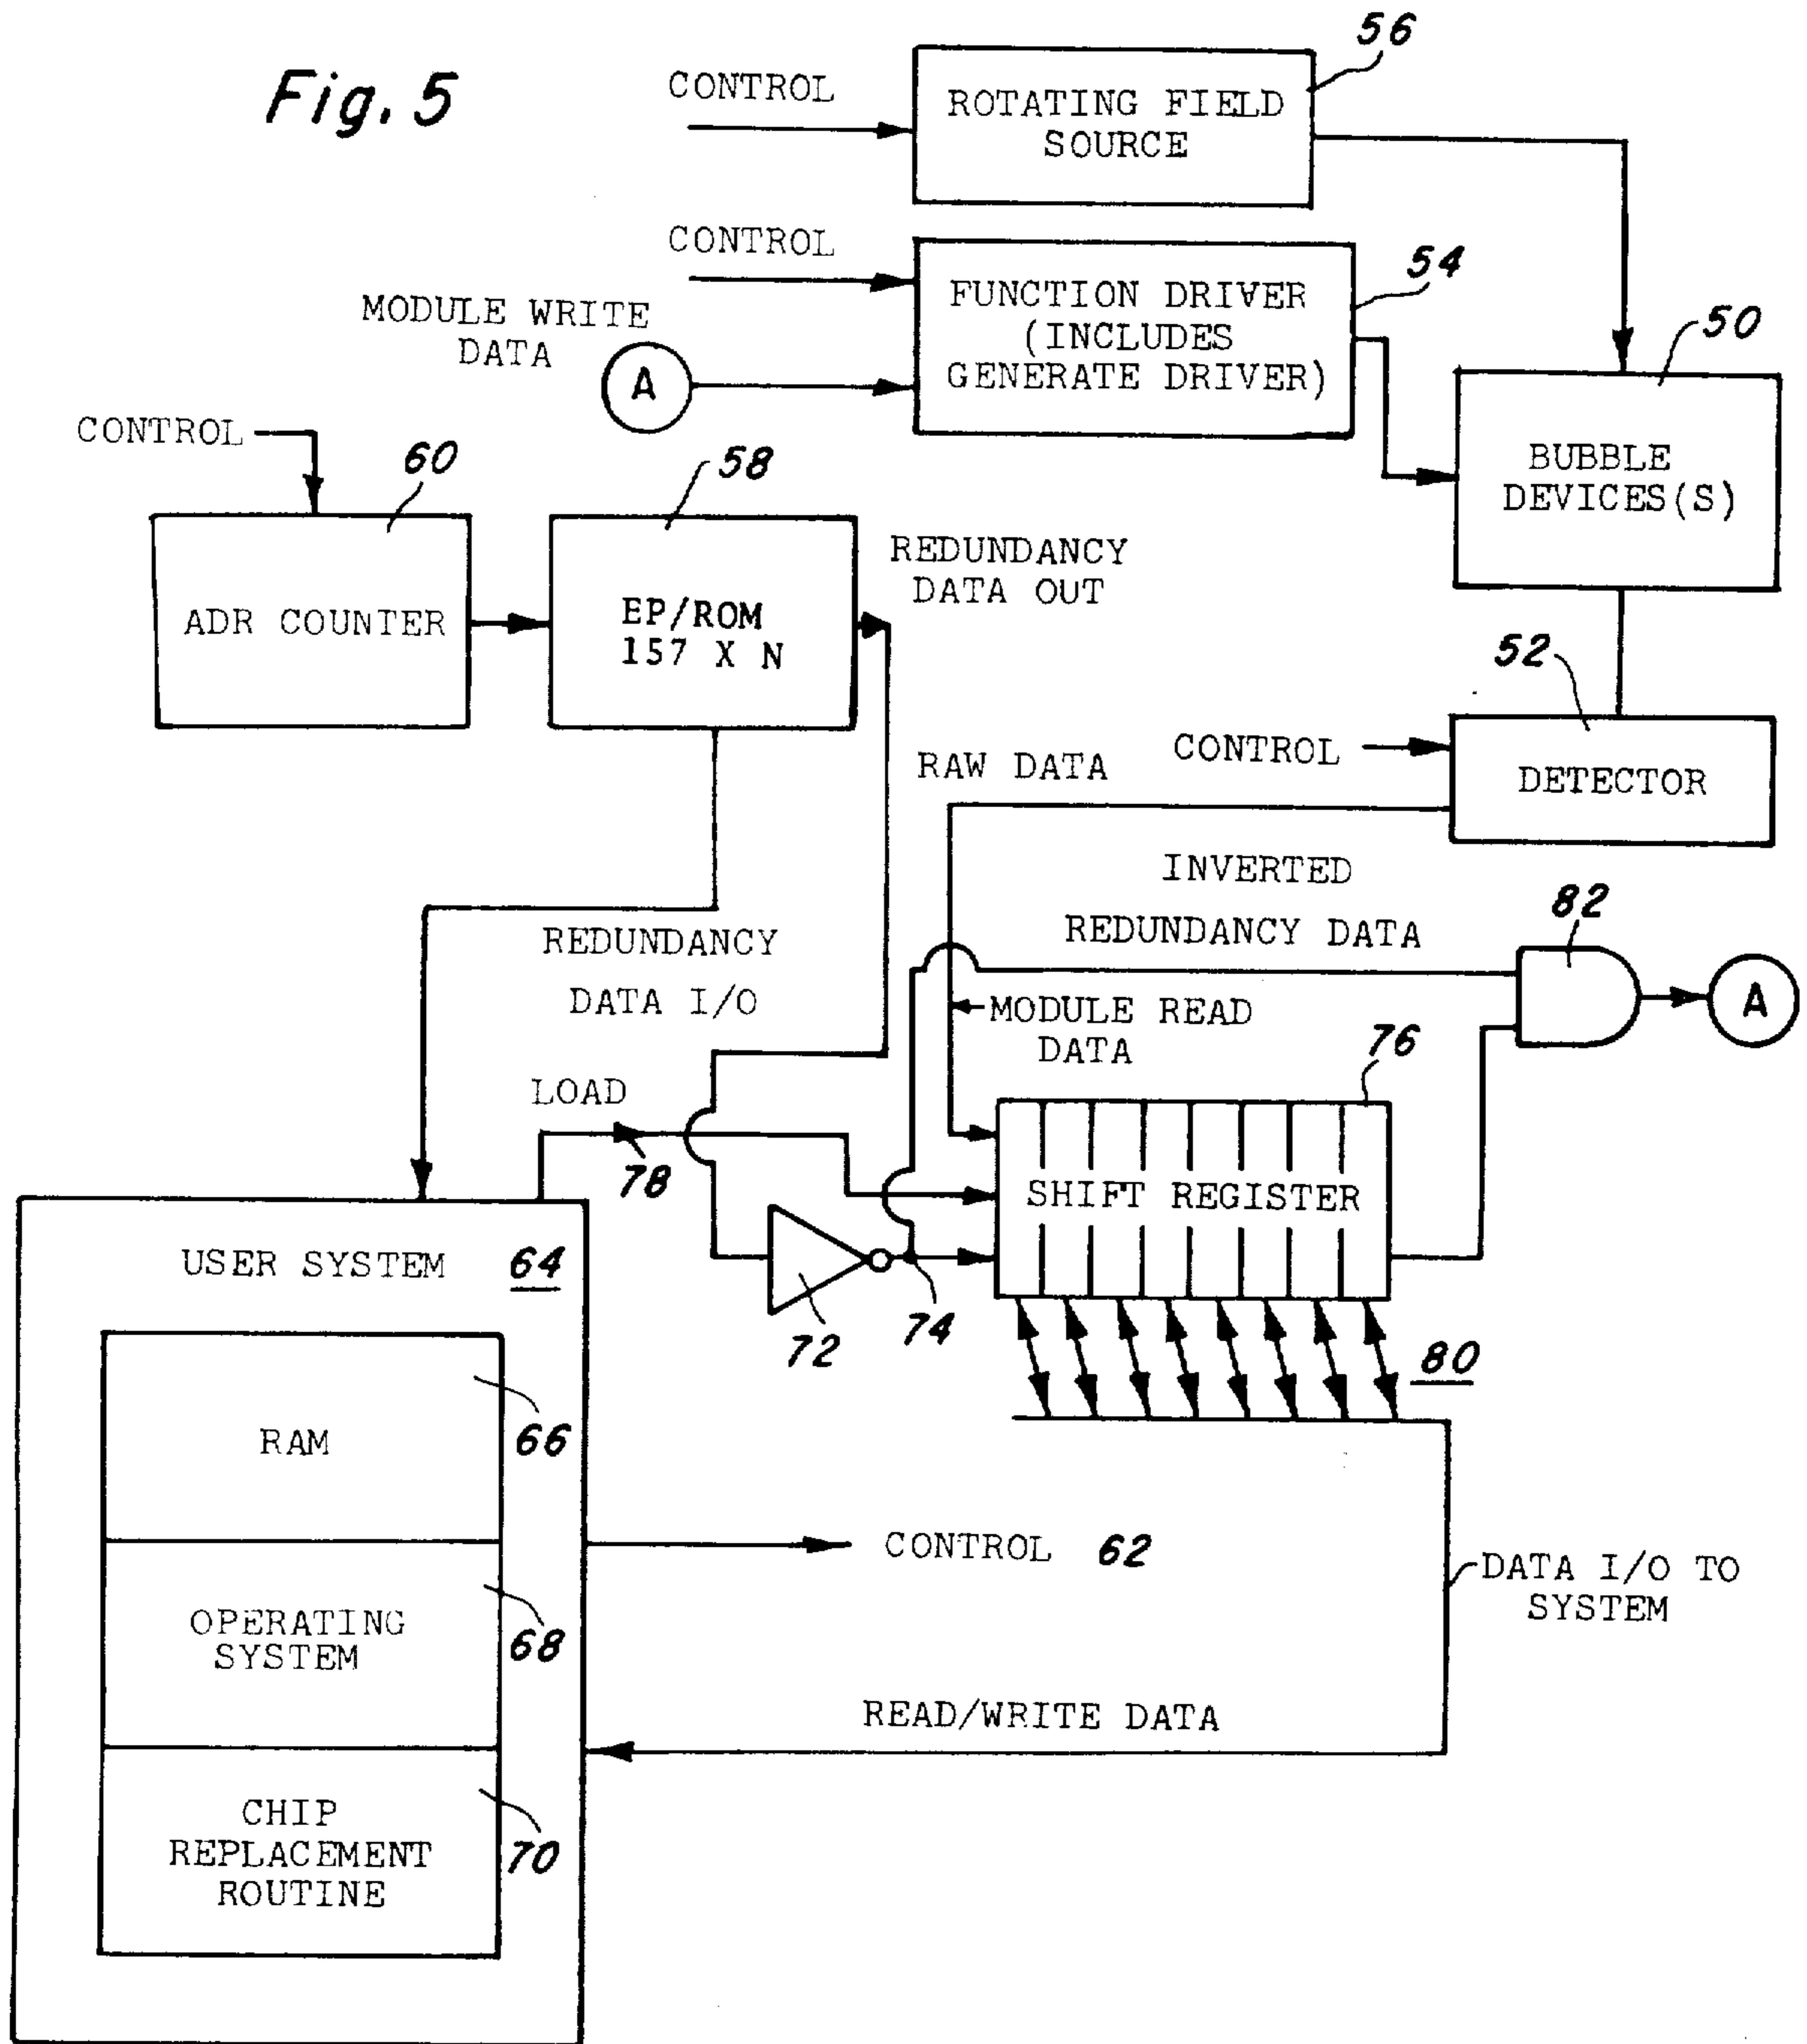 Fig. 5
56
CONTROL
ROTATING FIELD
SOURCE
CONTROL
54
FUNCTION DRIVER
(INCLUDES
GENERATE DRIVER)
MODULE WRITE
DATA
A
50
BUBBLE
DEVICES(S)
CONTROL
60
ADR COUNTER
58
EP/ROM
157 X N
REDUNDANCY
DATA OUT
52
CONTROL
DETECTOR
RAW DATA
INVERTED
REDUNDANCY DATA
82
A
REDUNDANCY
DATA I/O
MODULE READ
DATA
76
LOAD
78
SHIFT REGISTER
72
74
80
USER SYSTEM 64
RAM
66
OPERATING
SYSTEM
68
CHIP
REPLACEMENT
ROUTINE
70
CONTROL 62
DATA I/O TO
SYSTEM
READ/WRITE DATA